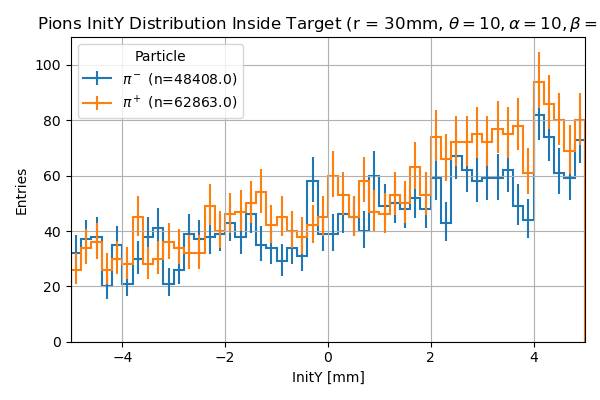 Pions InitY Distribution Inside Target (r = 30mm, θ = 10, α = 10, β =
Particle
π⁻ (n=48408.0)
π⁺ (n=62863.0)
Entries
100
80
60
40
20
0
−4
−2
0
2
4
InitY [mm]